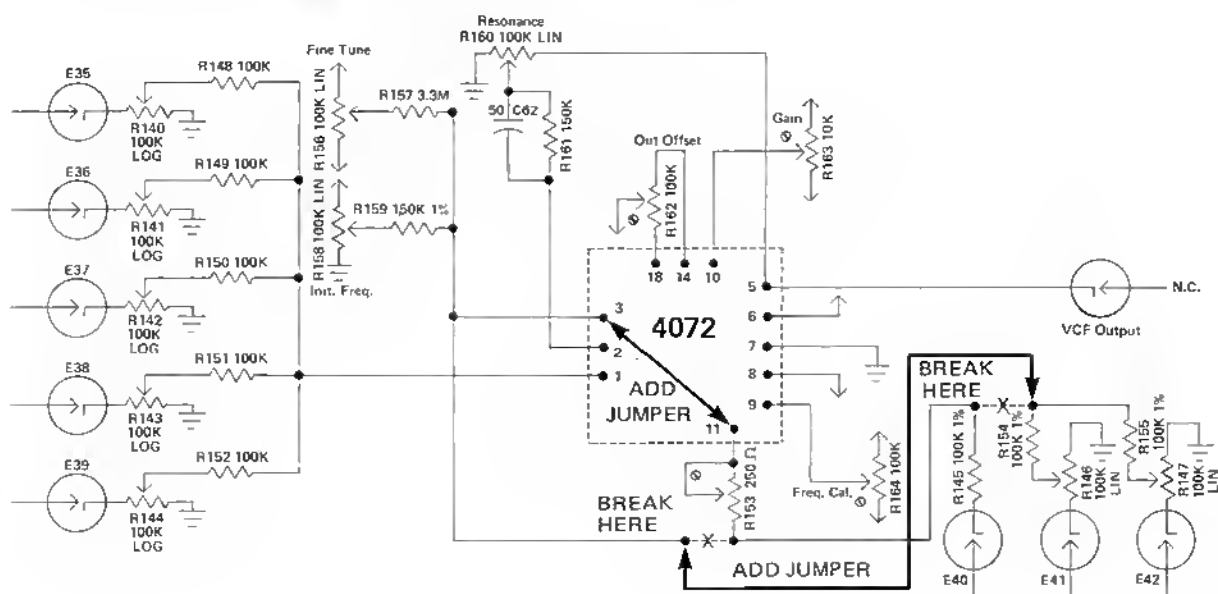 Resonance
R160 100K LIN
Fine Tune
E35
R148 100K
R140
100K
LOG
R156 100K LIN
R157 3.3M
50 C62
R161 150K
Gain
R163 10K
Out Offset
R162 100K
E36
R149 100K
R141
100K
LOG
R158 100K LIN
R159 150K 1%
Init. Freq.
E37
R150 100K
R142
100K
LOG
18
14
10
3
2
1
4072
5
6
7
8
9
11
N.C.
VCF Output
E38
R151 100K
R143
100K
LOG
ADD
JUMPER
BREAK
HERE
E39
R152 100K
R144
100K
LOG
BREAK
HERE
R153 250 Ω
Freq. Cal.
R164 100K
X
ADD JUMPER
X
R145 100K 1%
R154
100K 1%
R146
100K
LIN
R155
100K 1%
R147
100K
LIN
E40
E41
E42